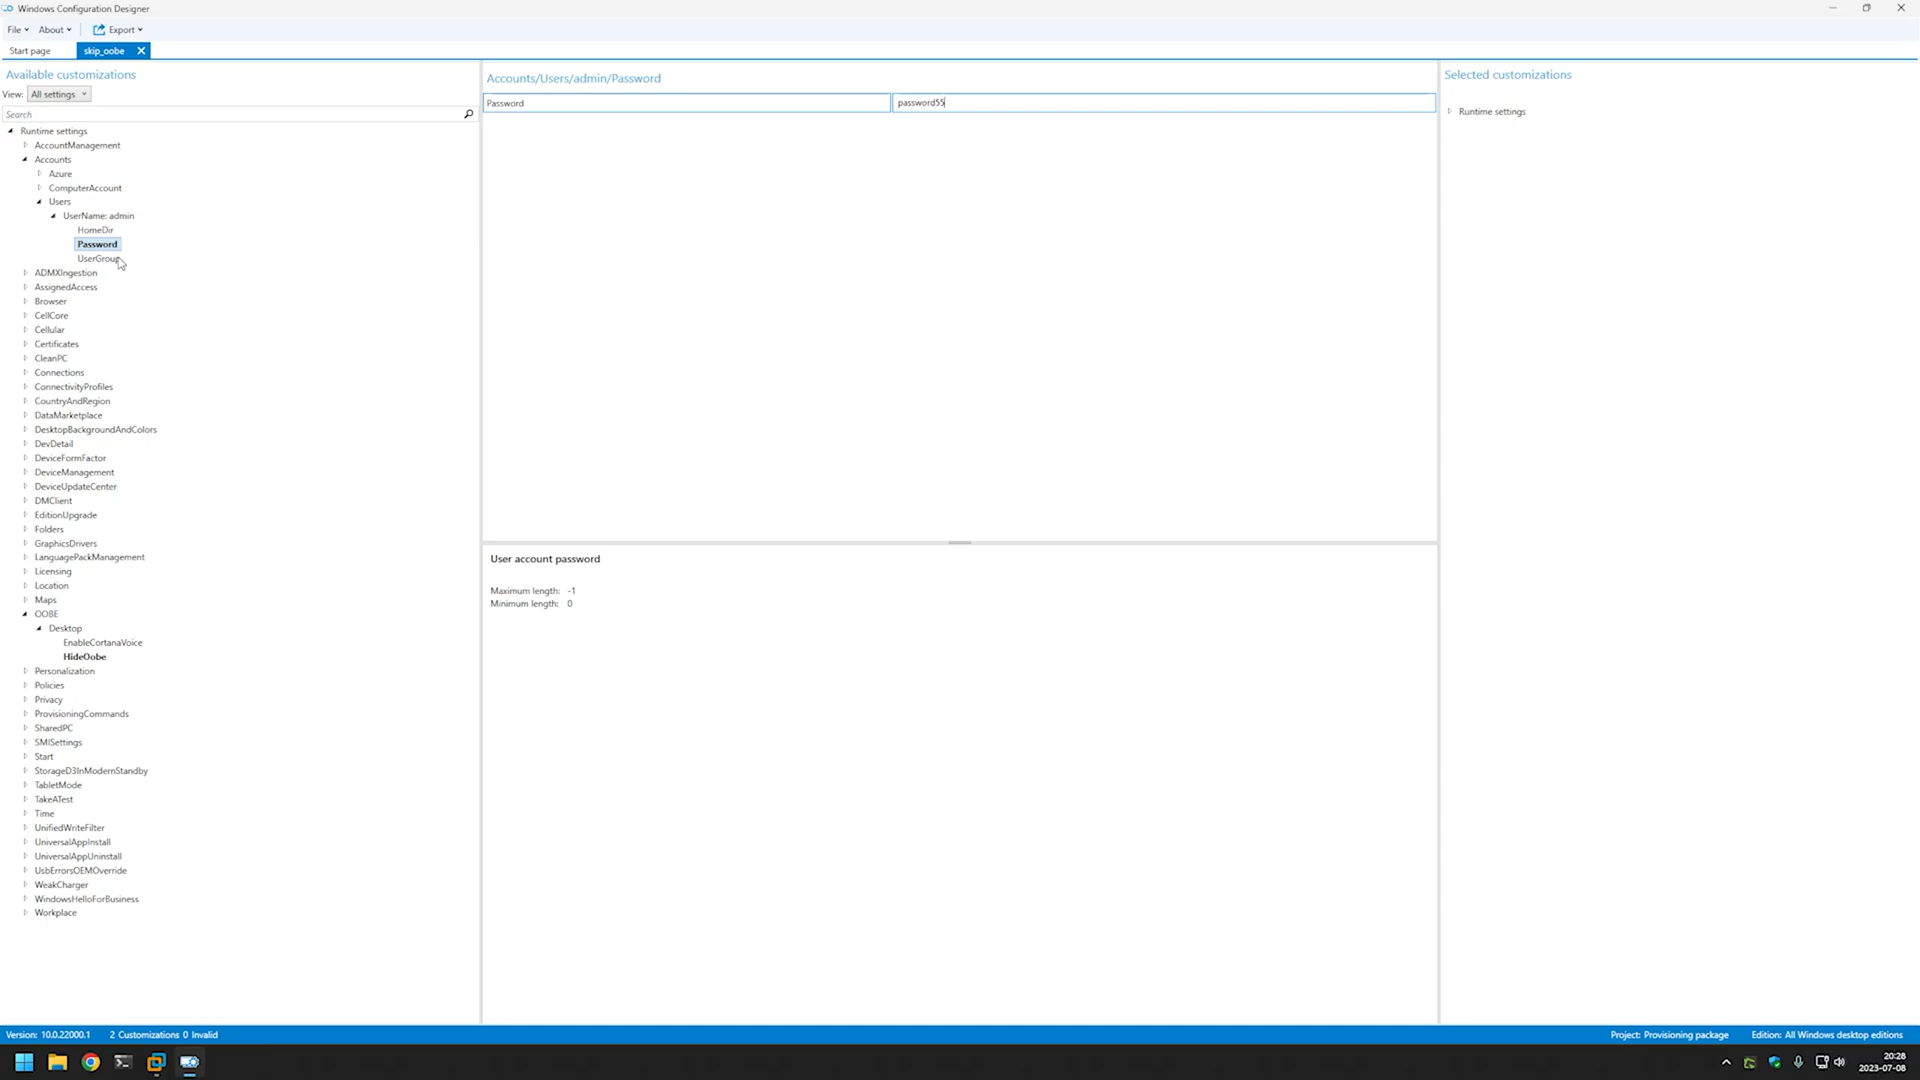 Windows Configuration Designer
File About Export
Start page skip_oobe
Available customizations
View: All settings
Search
Runtime settings
AccountManagement
Accounts
Azure
ComputerAccount
Users
UserName: admin
HomeDir
Password
UserGroup
ADMXIngestion
AssignedAccess
Browser
CellCore
Cellular
Certificates
CleanPC
Connections
ConnectivityProfiles
CountryAndRegion
DataMarketplace
DesktopBackgroundAndColors
DevDetail
DeviceFormFactor
DeviceManagement
DeviceUpdateCenter
DMClient
EditionUpgrade
Folders
GraphicsDrivers
LanguagePackManagement
Licensing
Location
Maps
OOBE
Desktop
EnableCortanaVoice
HideOobe
Personalization
Policies
Privacy
ProvisioningCommands
SharedPC
SMISettings
Start
StorageD3InModernStandby
TabletMode
TakeATest
Time
UnifiedWriteFilter
UniversalAppInstall
UniversalAppUninstall
UsbErrorsOEMOverride
WeakCharger
WindowsHelloForBusiness
Workplace
Accounts/Users/admin/Password
Password password55
User account password
Maximum length: -1
Minimum length: 0
Selected customizations
Runtime settings
Version: 10.0.22000.1 2 Customizations 0 Invalid
Project: Provisioning package Edition: All Windows desktop editions
20:28
2023-07-08